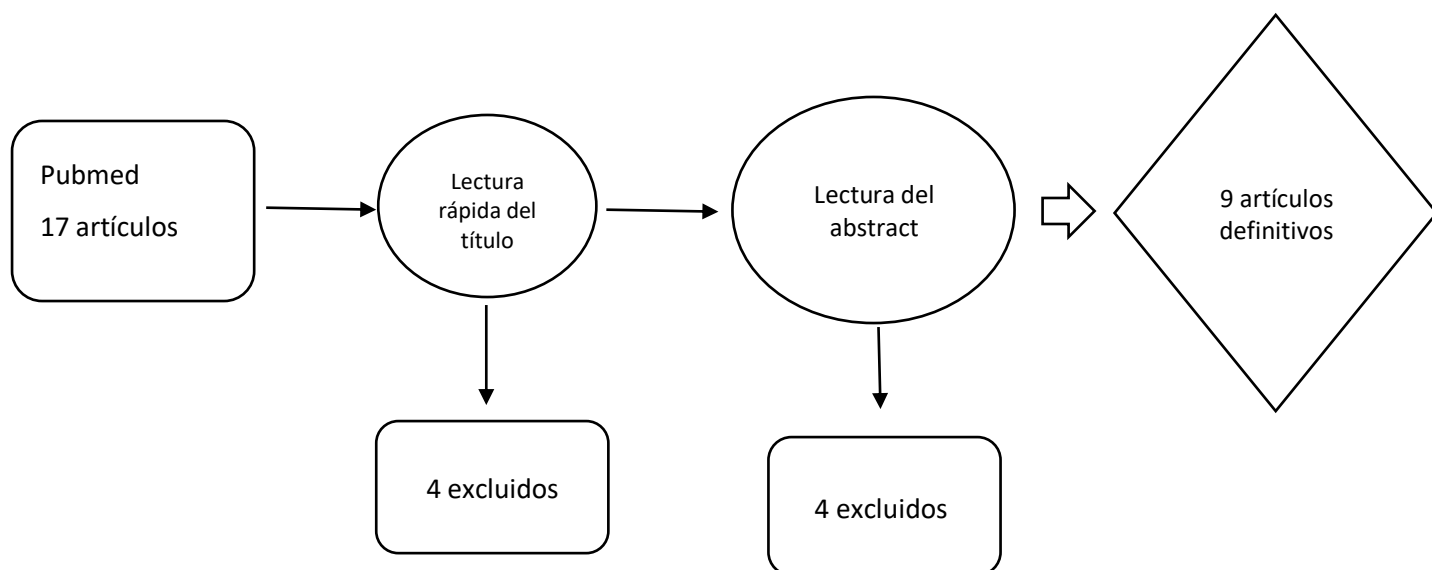 Pubmed
17 artículos
Lectura
rápida del
título
Lectura del
abstract
9 artículos
definitivos
4 excluidos
4 excluidos